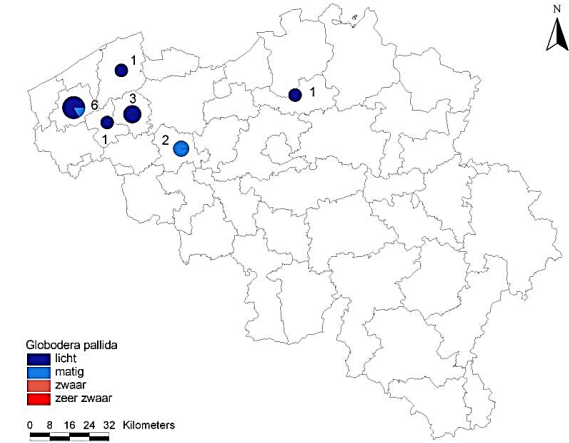 N
1
1
6
3
1
2
Globodera pallida
licht
matig
zwaar
zeer zwaar
0 8 16 24 32 Kilometers